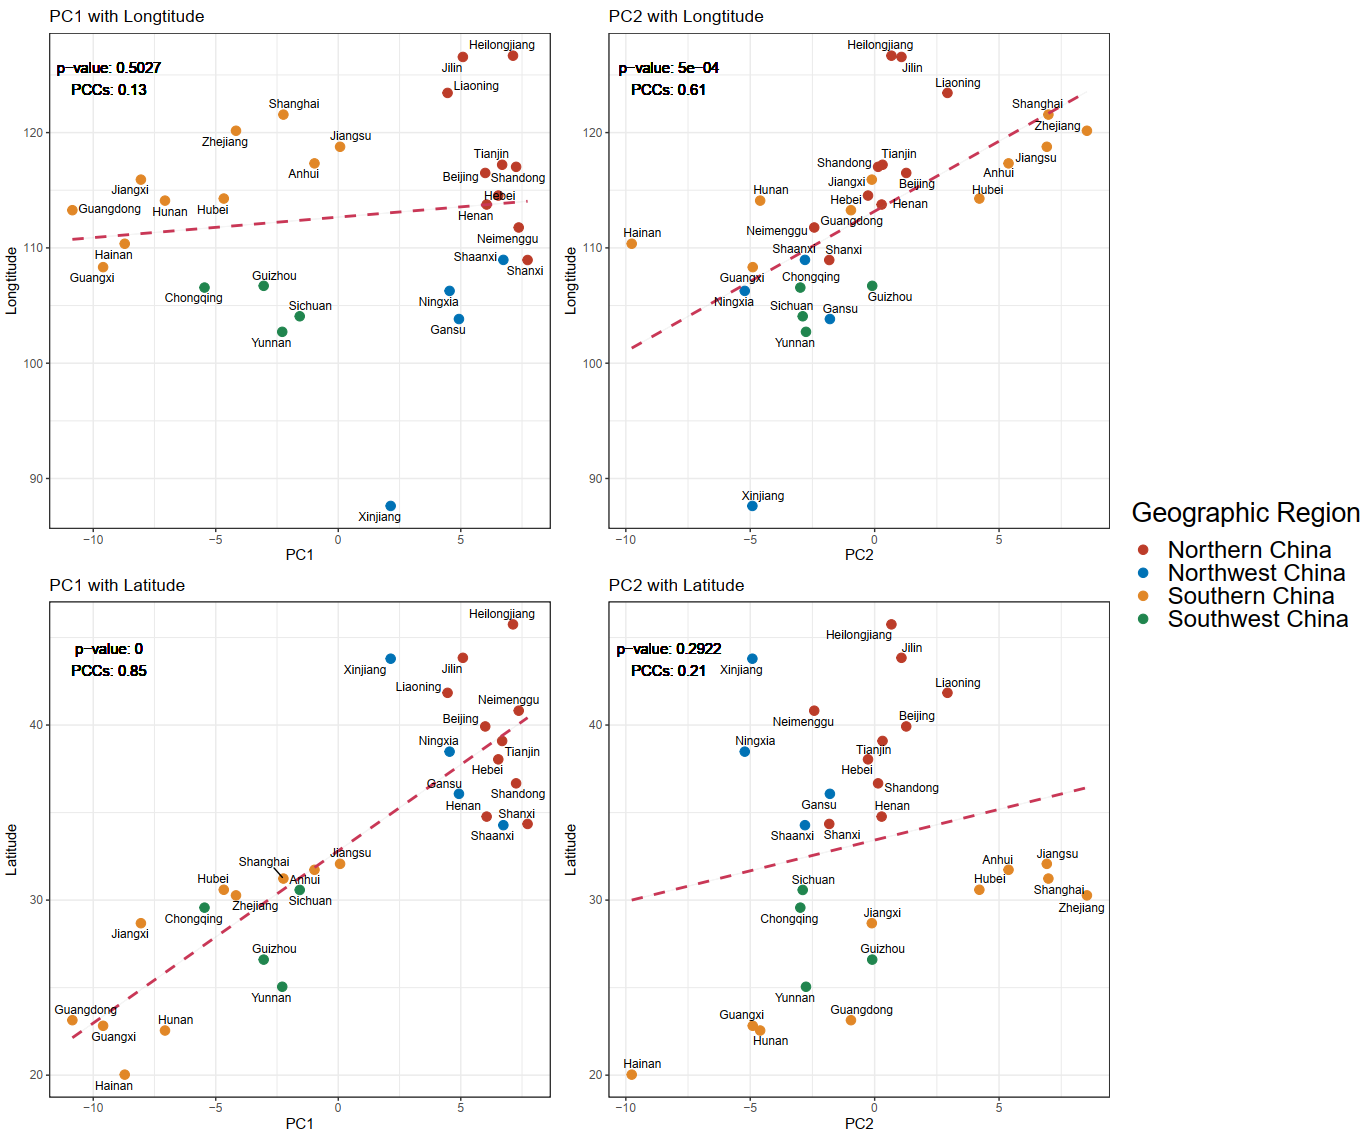 PC1 with Longtitude
p-value: 0.5027
PCCs: 0.13
Heilongjiang
Jilin
Liaoning
Shanghai
Zhejiang
Jiangsu
Anhui
Tianjin
Beijing
Shandong
Jiangxi
Hebei
Guangdong
Hunan
Hubei
Henan
Neimenggu
Hainan
Shaanxi
Shanxi
Guangxi
Guizhou
Chongqing
Ningxia
Sichuan
Gansu
Yunnan
Xinjiang
120
110
100
90
Longtitude
−10
−5
0
5
PC1
PC2 with Longtitude
p-value: 5e-04
PCCs: 0.61
Heilongjiang
Jilin
Liaoning
Shanghai
Zhejiang
Jiangsu
Tianjin
Shandong
Anhui
Jiangxi
Beijing
Hunan
Hubei
Hebei
Henan
Guangdong
Neimenggu
Hainan
Shaanxi
Shanxi
Guangxi
Chongqing
Ningxia
Guizhou
Sichuan
Gansu
Yunnan
Xinjiang
120
110
100
90
Longtitude
−10
−5
0
5
PC2
PC1 with Latitude
p-value: 0
PCCs: 0.85
Heilongjiang
Xinjiang
Jilin
Liaoning
Neimenggu
Beijing
Ningxia
Tianjin
Hebei
Gansu
Shandong
Henan
Shanxi
Shaanxi
Jiangsu
Shanghai
Hubei
Anhui
Sichuan
Zhejiang
Chongqing
Jiangxi
Guizhou
Yunnan
Guangdong
Hunan
Guangxi
Hainan
40
30
20
Latitude
−10
−5
0
5
PC1
PC2 with Latitude
p-value: 0.2922
PCCs: 0.21
Heilongjiang
Jilin
Xinjiang
Liaoning
Neimenggu
Beijing
Ningxia
Tianjin
Hebei
Shandong
Gansu
Henan
Shaanxi
Shanxi
Jiangsu
Anhui
Hubei
Sichuan
Shanghai
Zhejiang
Chongqing
Jiangxi
Guizhou
Yunnan
Guangxi
Guangdong
Hunan
Hainan
40
30
20
Latitude
−10
−5
0
5
PC2
Geographic Region
Northern China
Northwest China
Southern China
Southwest China